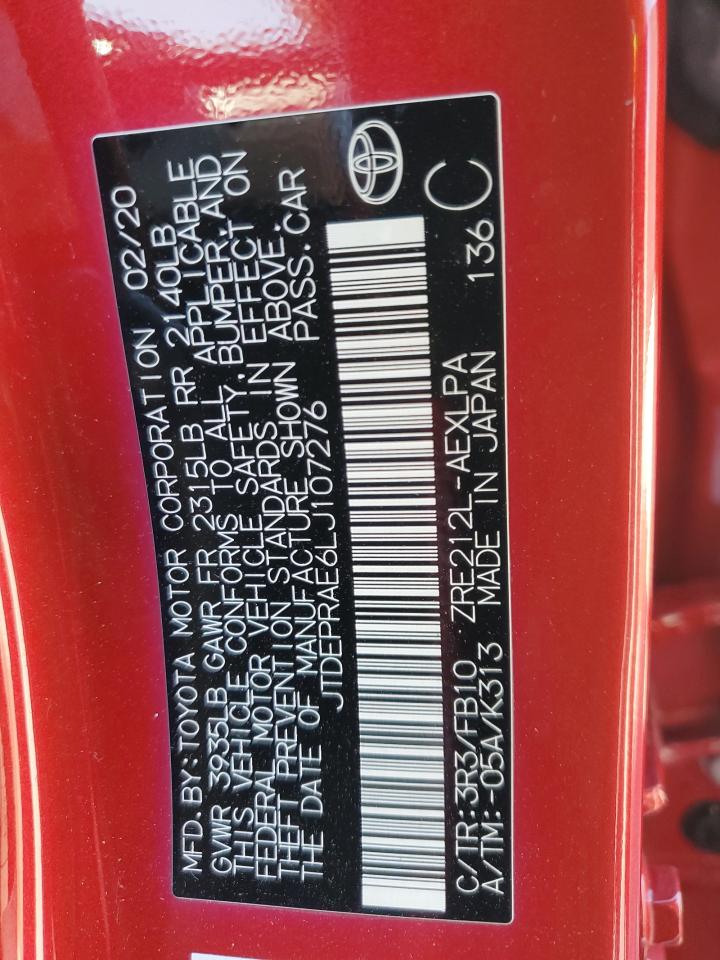 MFD.BY:TOYOTA MOTOR CORPORATION 02/20
GVWR 3935LB GAWR FR 2315LB RR 2140LB
THIS VEHICLE CONFORMS TO ALL APPLICABLE
FEDERAL MOTOR VEHICLE SAFETY, BUMPER, AND
THEFT PREVENTION STANDARDS IN EFFECT ON
THE DATE OF MANUFACTURE SHOWN ABOVE.
JTDEPRAE6LJ107276 PASS.CAR
C/TR:3R3/FB10 ZRE212L-AEXLPA
A/TM:-05A/K313 MADE IN JAPAN 136 C